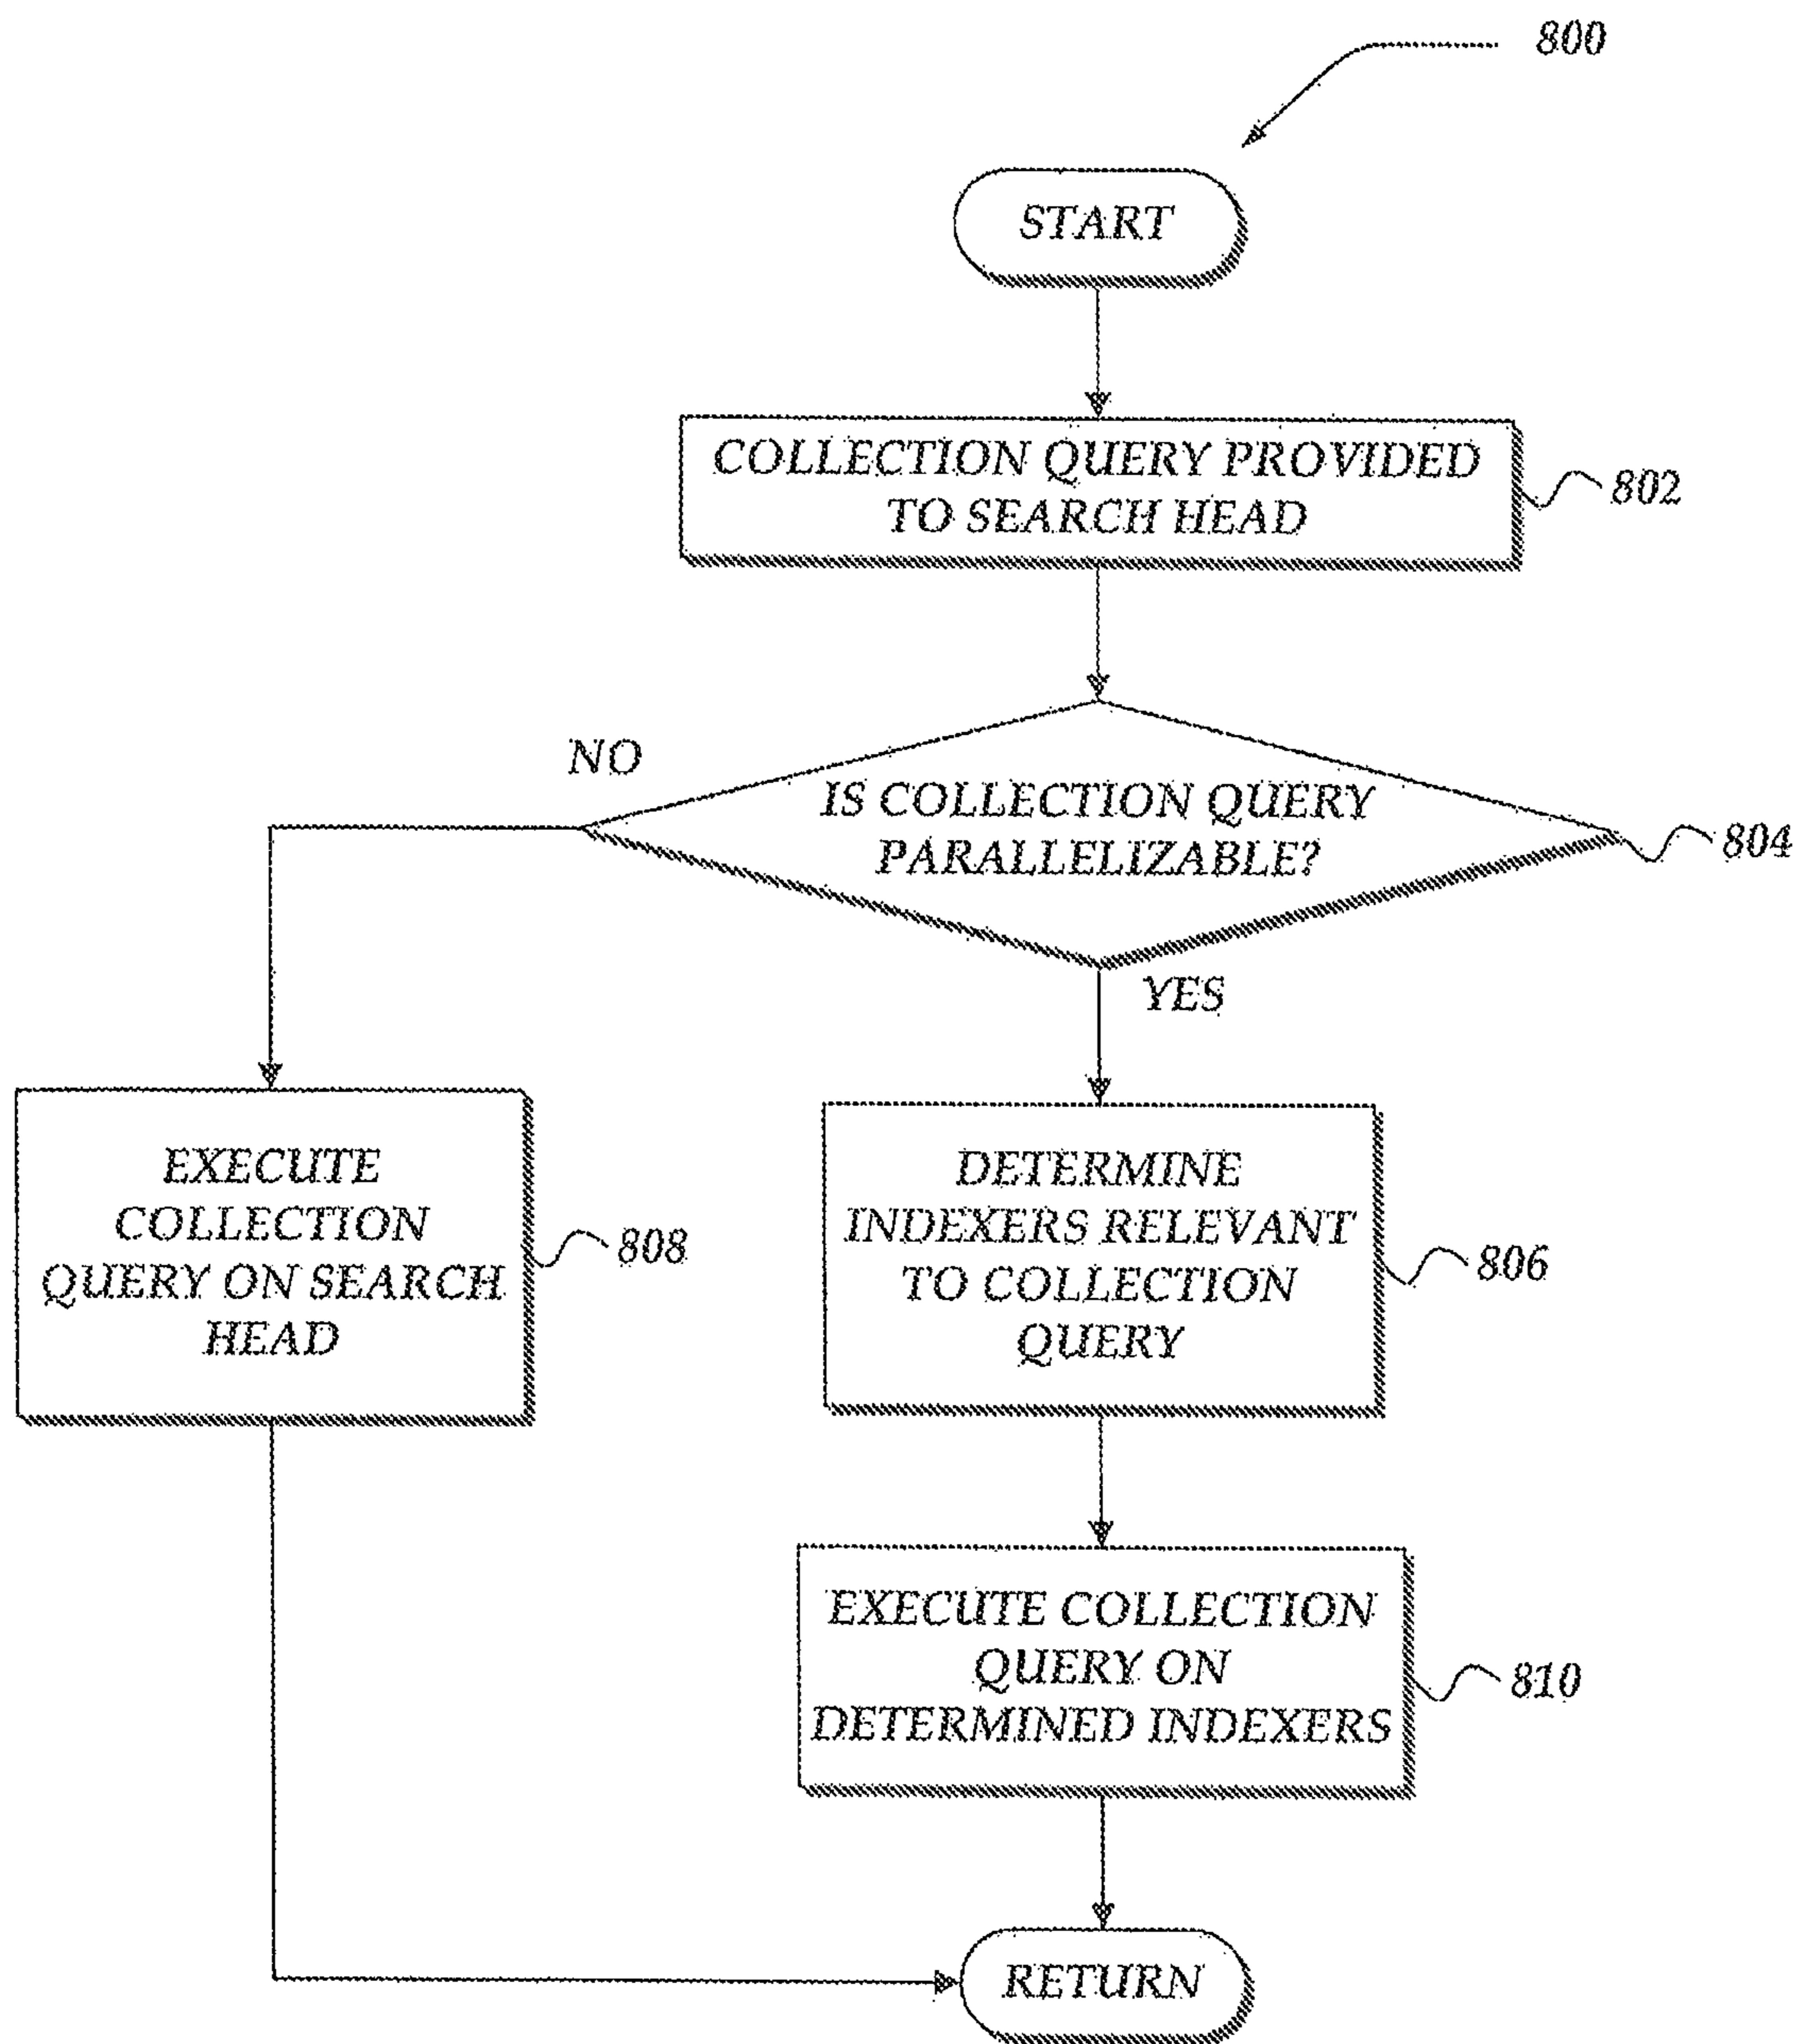 800
START
COLLECTION QUERY PROVIDED
TO SEARCH HEAD
802
NO
IS COLLECTION QUERY
PARALLELIZABLE?
804
YES
EXECUTE
COLLECTION
QUERY ON SEARCH
HEAD
808
DETERMINE
INDEXERS RELEVANT
TO COLLECTION
QUERY
806
EXECUTE COLLECTION
QUERY ON
DETERMINED INDEXERS
810
RETURN